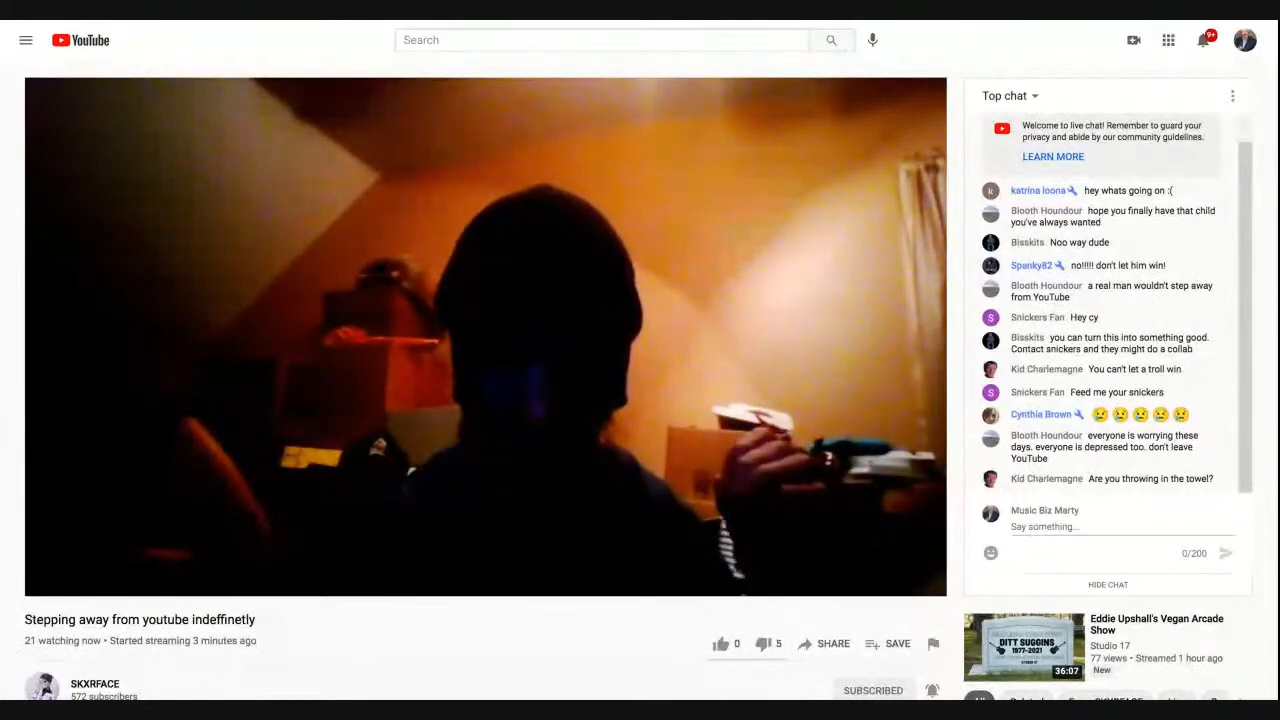 YouTube
Search
9+
Top chat
Welcome to live chat! Remember to guard your
privacy and abide by our community guidelines.
LEARN MORE
k
katrina loona hey whats going on :(
Blooth Houndour hope you finally have that child
you've always wanted
Bisskits Noo way dude
Spanky82 no!!!!! don't let him win!
Blooth Houndour a real man wouldn't step away
from YouTube
S
Snickers Fan Hey cy
Bisskits you can turn this into something good.
Contact snickers and they might do a collab
Kid Charlemagne You can't let a troll win
S
Snickers Fan Feed me your snickers
Cynthia Brown 😢😢😢😢😢
Blooth Houndour everyone is worrying these
days. everyone is depressed too. don't leave
YouTube
Kid Charlemagne Are you throwing in the towel?
Music Biz Marty
Say something...
0/200
HIDE CHAT
Stepping away from youtube indeffinetly
21 watching now • Started streaming 3 minutes ago
0
5
SHARE
SAVE
SKXRFACE
572 subscribers
SUBSCRIBED
DITT SUGGINS
1977-2021
36:07
Eddie Upshall's Vegan Arcade
Show
Studio 17
77 views • Streamed 1 hour ago
New